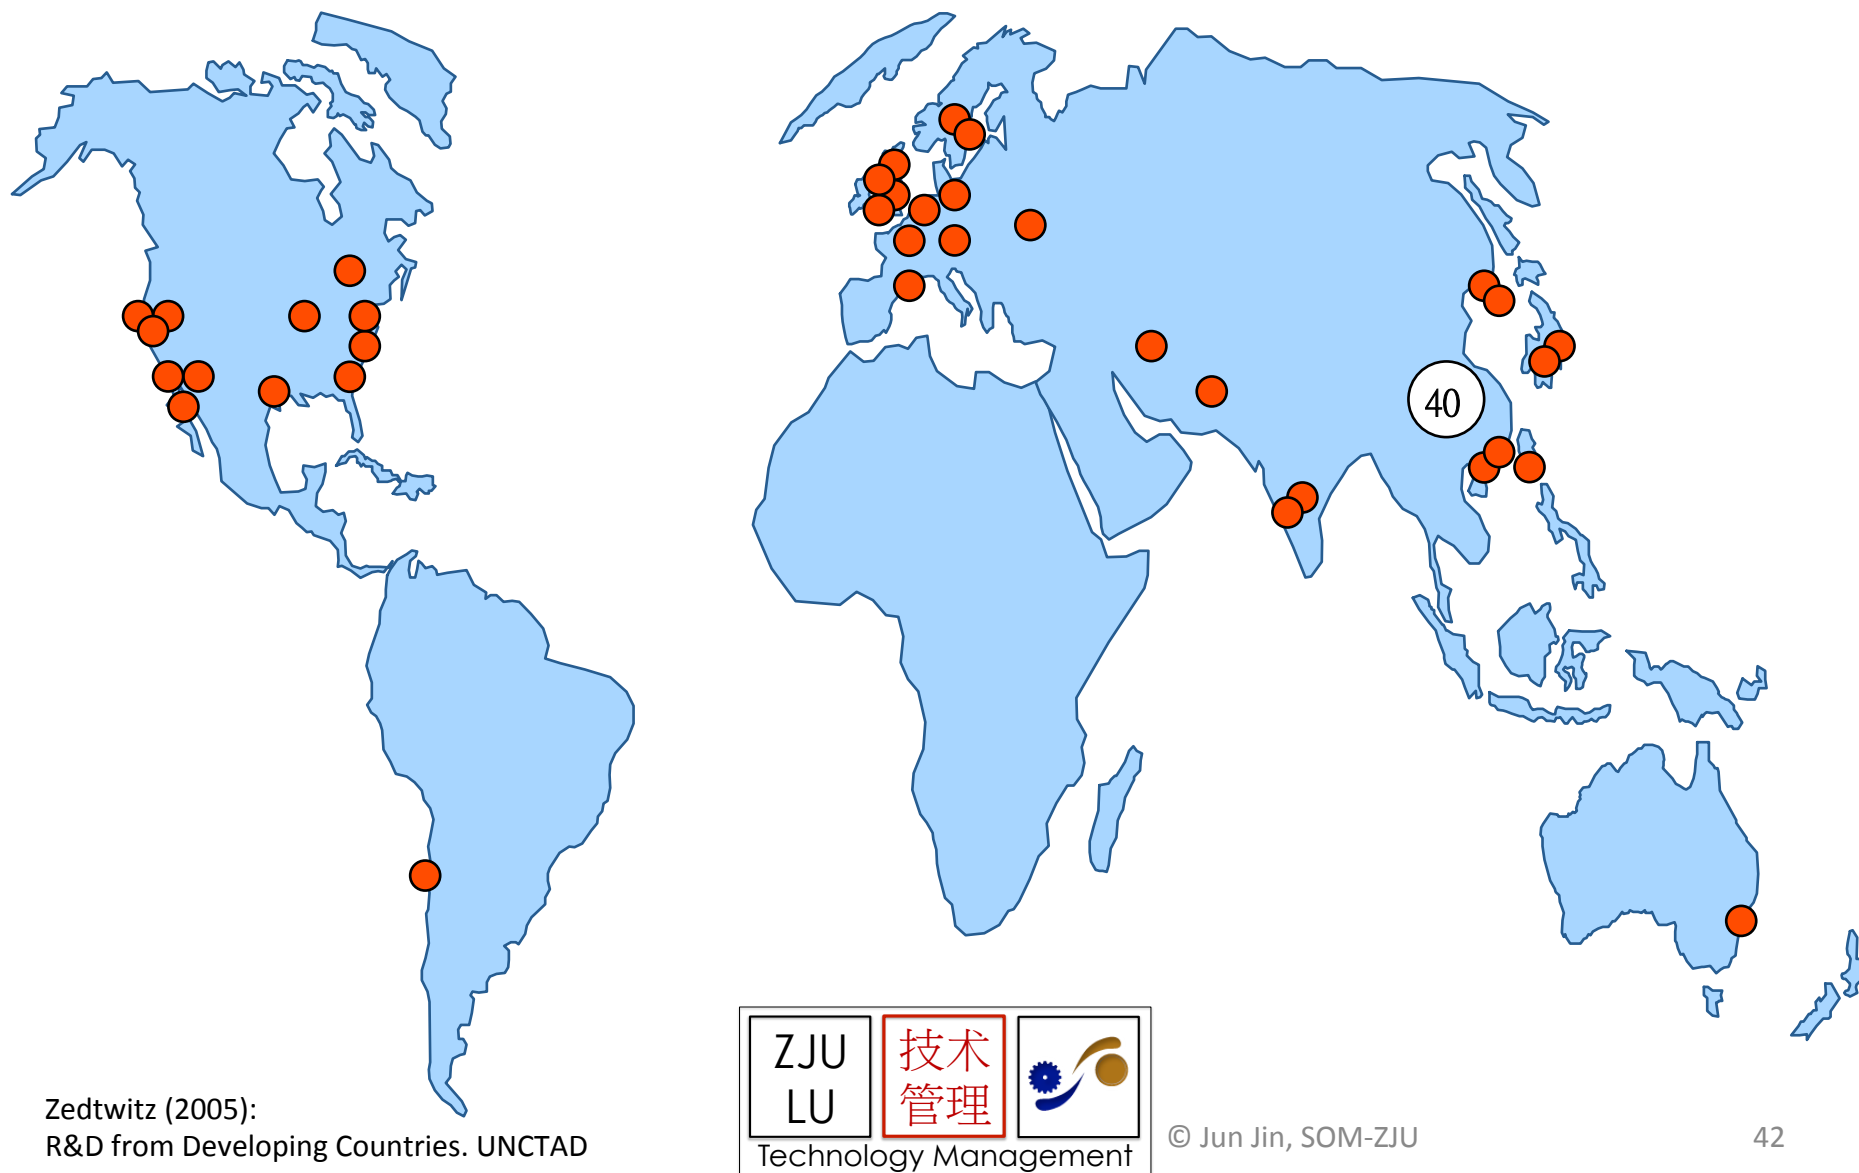 40
Zedtwitz (2005):
R&D from Developing Countries. UNCTAD
ZJU
LU
技术
管理
Technology Management
© Jun Jin, SOM-ZJU
42